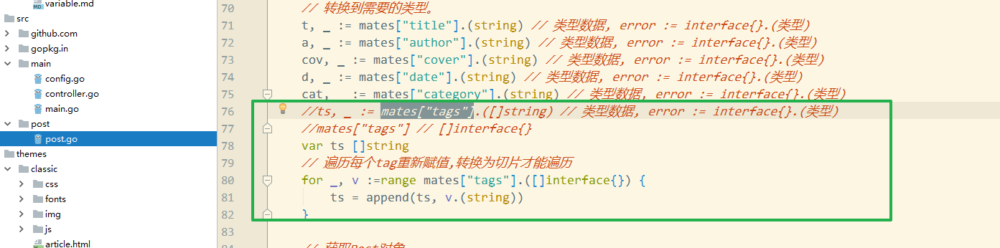 variable.md
src
github.com
gopkg.in
main
config.go
controller.go
main.go
post
post.go
themes
classic
css
fonts
img
js
article.html
70 // 转换到需要的类型。
71 t, _ := mates["title"].(string) // 类型数据, error := interface{}.(类型)
72 a, _ := mates["author"].(string) // 类型数据, error := interface{}.(类型)
73 cov, _ := mates["cover"].(string) // 类型数据, error := interface{}.(类型)
74 d, _ := mates["date"].(string) // 类型数据, error := interface{}.(类型)
75 cat, := mates["category"].(string) // 类型数据, error := interface{}.(类型)
76 //ts, _ := mates["tags"].([]string) // 类型数据, error := interface{}.(类型)
77 //mates["tags"] // []interface{}
78 var ts []string
79 // 遍历每个tag重新赋值,转换为切片才能遍历
80 for _, v :=range mates["tags"].([]interface{}) {
81 ts = append(ts, v.(string))
82 }
83
// 获取Post对象